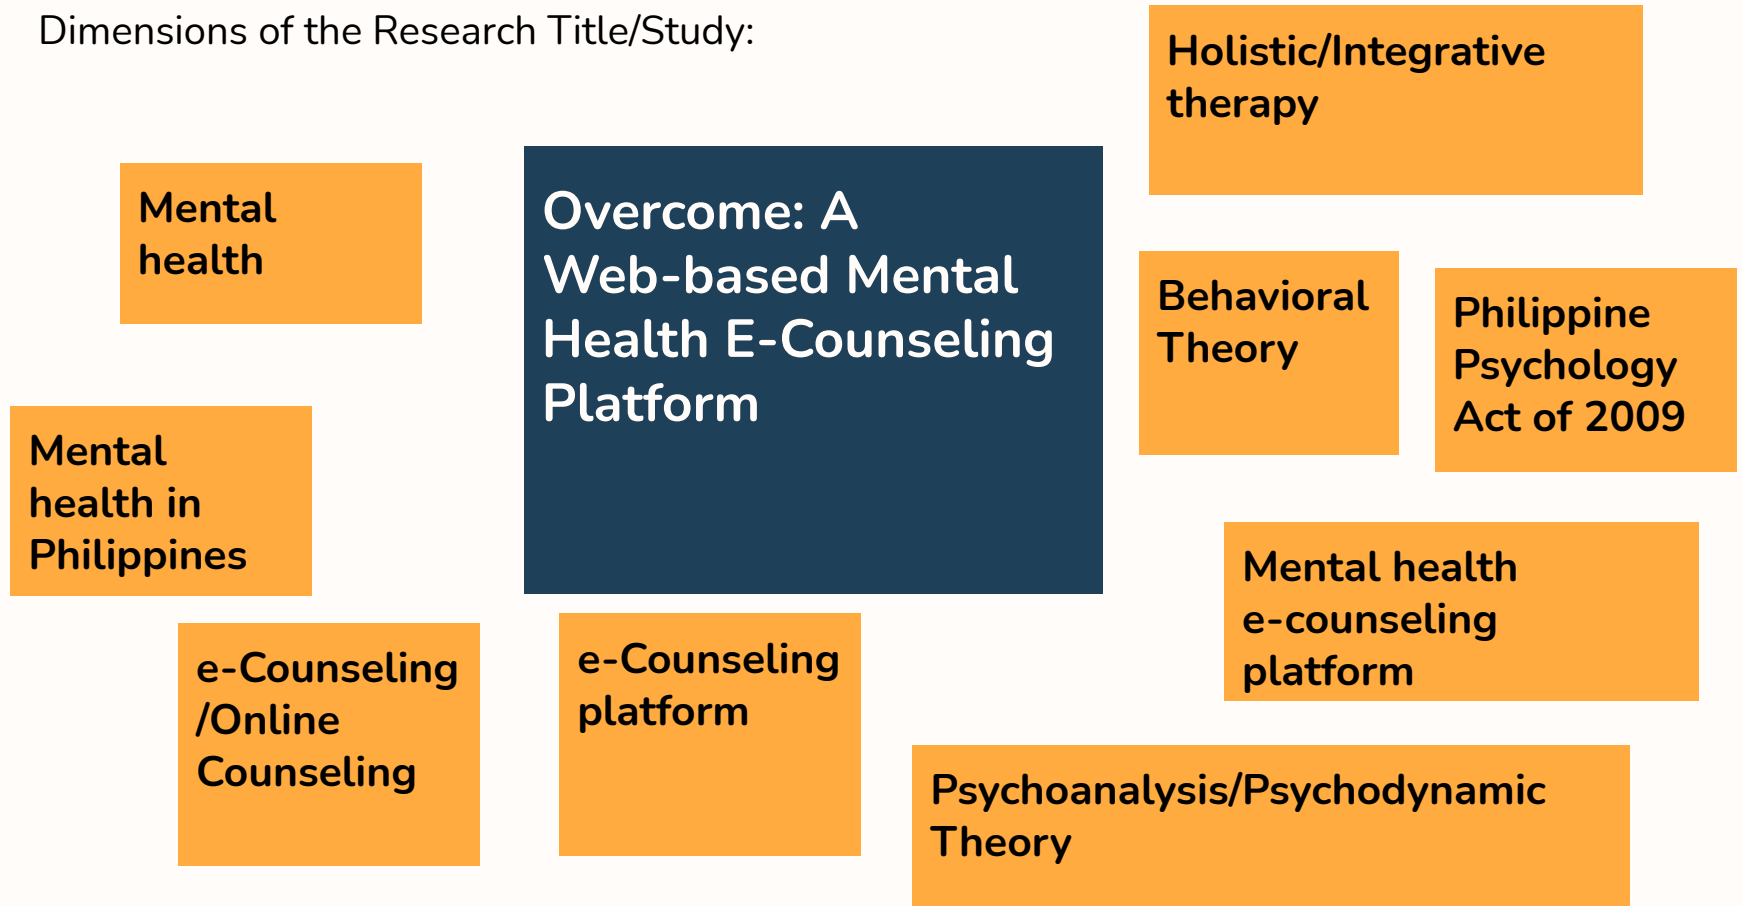 Dimensions of the Research Title/Study:
Holistic/Integrative
therapy
Mental
health
Overcome: A
Web-based Mental
Health E-Counseling
Platform
Behavioral
Theory
Philippine
Psychology
Act of 2009
Mental
health in
Philippines
Mental health
e-counseling
platform
e-Counseling
/Online
Counseling
e-Counseling
platform
Psychoanalysis/Psychodynamic
Theory